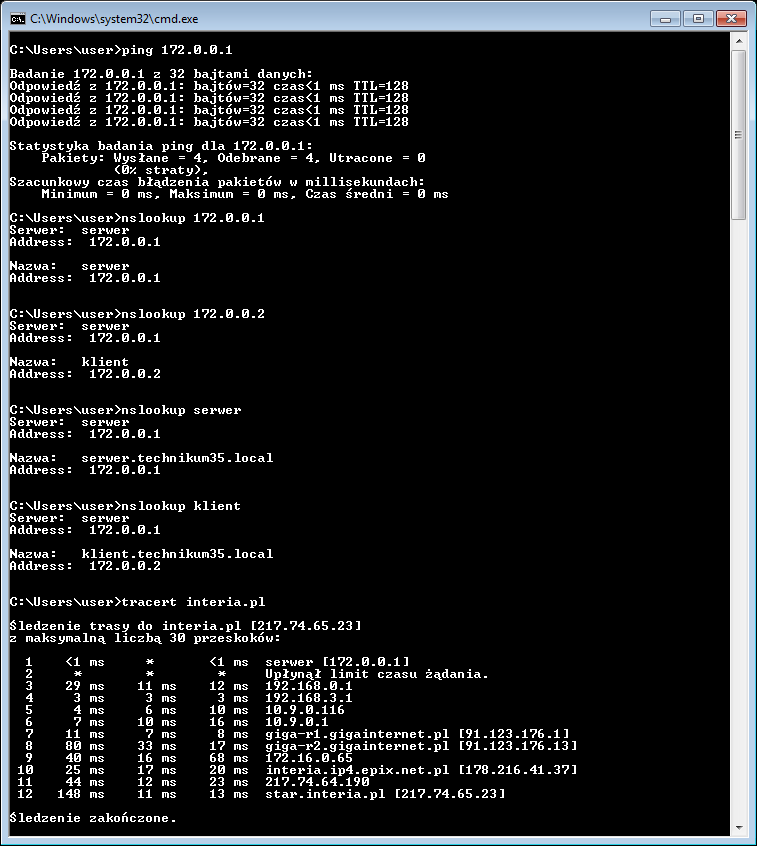 C:\Windows\system32\cmd.exe
C:\Users\user>ping 172.0.0.1
Badanie 172.0.0.1 z 32 bajtami danych:
Odpowiedź z 172.0.0.1: bajtów=32 czas<1 ms TTL=128
Odpowiedź z 172.0.0.1: bajtów=32 czas<1 ms TTL=128
Odpowiedź z 172.0.0.1: bajtów=32 czas<1 ms TTL=128
Odpowiedź z 172.0.0.1: bajtów=32 czas<1 ms TTL=128
Statystyka badania ping dla 172.0.0.1:
    Pakiety: Wysłane = 4, Odebrane = 4, Utracone = 0
             (0% straty),
Szacunkowy czas błądzenia pakietów w millisekundach:
    Minimum = 0 ms, Maksimum = 0 ms, Czas średni = 0 ms
C:\Users\user>nslookup 172.0.0.1
Serwer:  serwer
Address:  172.0.0.1
Nazwa:   serwer
Address:  172.0.0.1
C:\Users\user>nslookup 172.0.0.2
Serwer:  serwer
Address:  172.0.0.1
Nazwa:   klient
Address:  172.0.0.2
C:\Users\user>nslookup serwer
Serwer:  serwer
Address:  172.0.0.1
Nazwa:   serwer.technikum35.local
Address:  172.0.0.1
C:\Users\user>nslookup klient
Serwer:  serwer
Address:  172.0.0.1
Nazwa:   klient.technikum35.local
Address:  172.0.0.2
C:\Users\user>tracert interia.pl
Śledzenie trasy do interia.pl [217.74.65.23]
z maksymalną liczbą 30 przeskoków:
  1    <1 ms     *       <1 ms  serwer [172.0.0.1]
  2     *        *        *     Upłynął limit czasu żądania.
  3    29 ms    11 ms    12 ms  192.168.0.1
  4     3 ms     3 ms     3 ms  192.168.3.1
  5     4 ms     6 ms    10 ms  10.9.0.116
  6     7 ms    10 ms    16 ms  10.9.0.1
  7    11 ms     7 ms     8 ms  giga-r1.gigainternet.pl [91.123.176.1]
  8    80 ms    33 ms    17 ms  giga-r2.gigainternet.pl [91.123.176.13]
  9    40 ms    16 ms    68 ms  172.16.0.65
 10    25 ms    17 ms    20 ms  interia.ip4.epix.net.pl [178.216.41.37]
 11    44 ms    12 ms    23 ms  217.74.64.190
 12   148 ms    11 ms    13 ms  star.interia.pl [217.74.65.23]
Śledzenie zakończone.